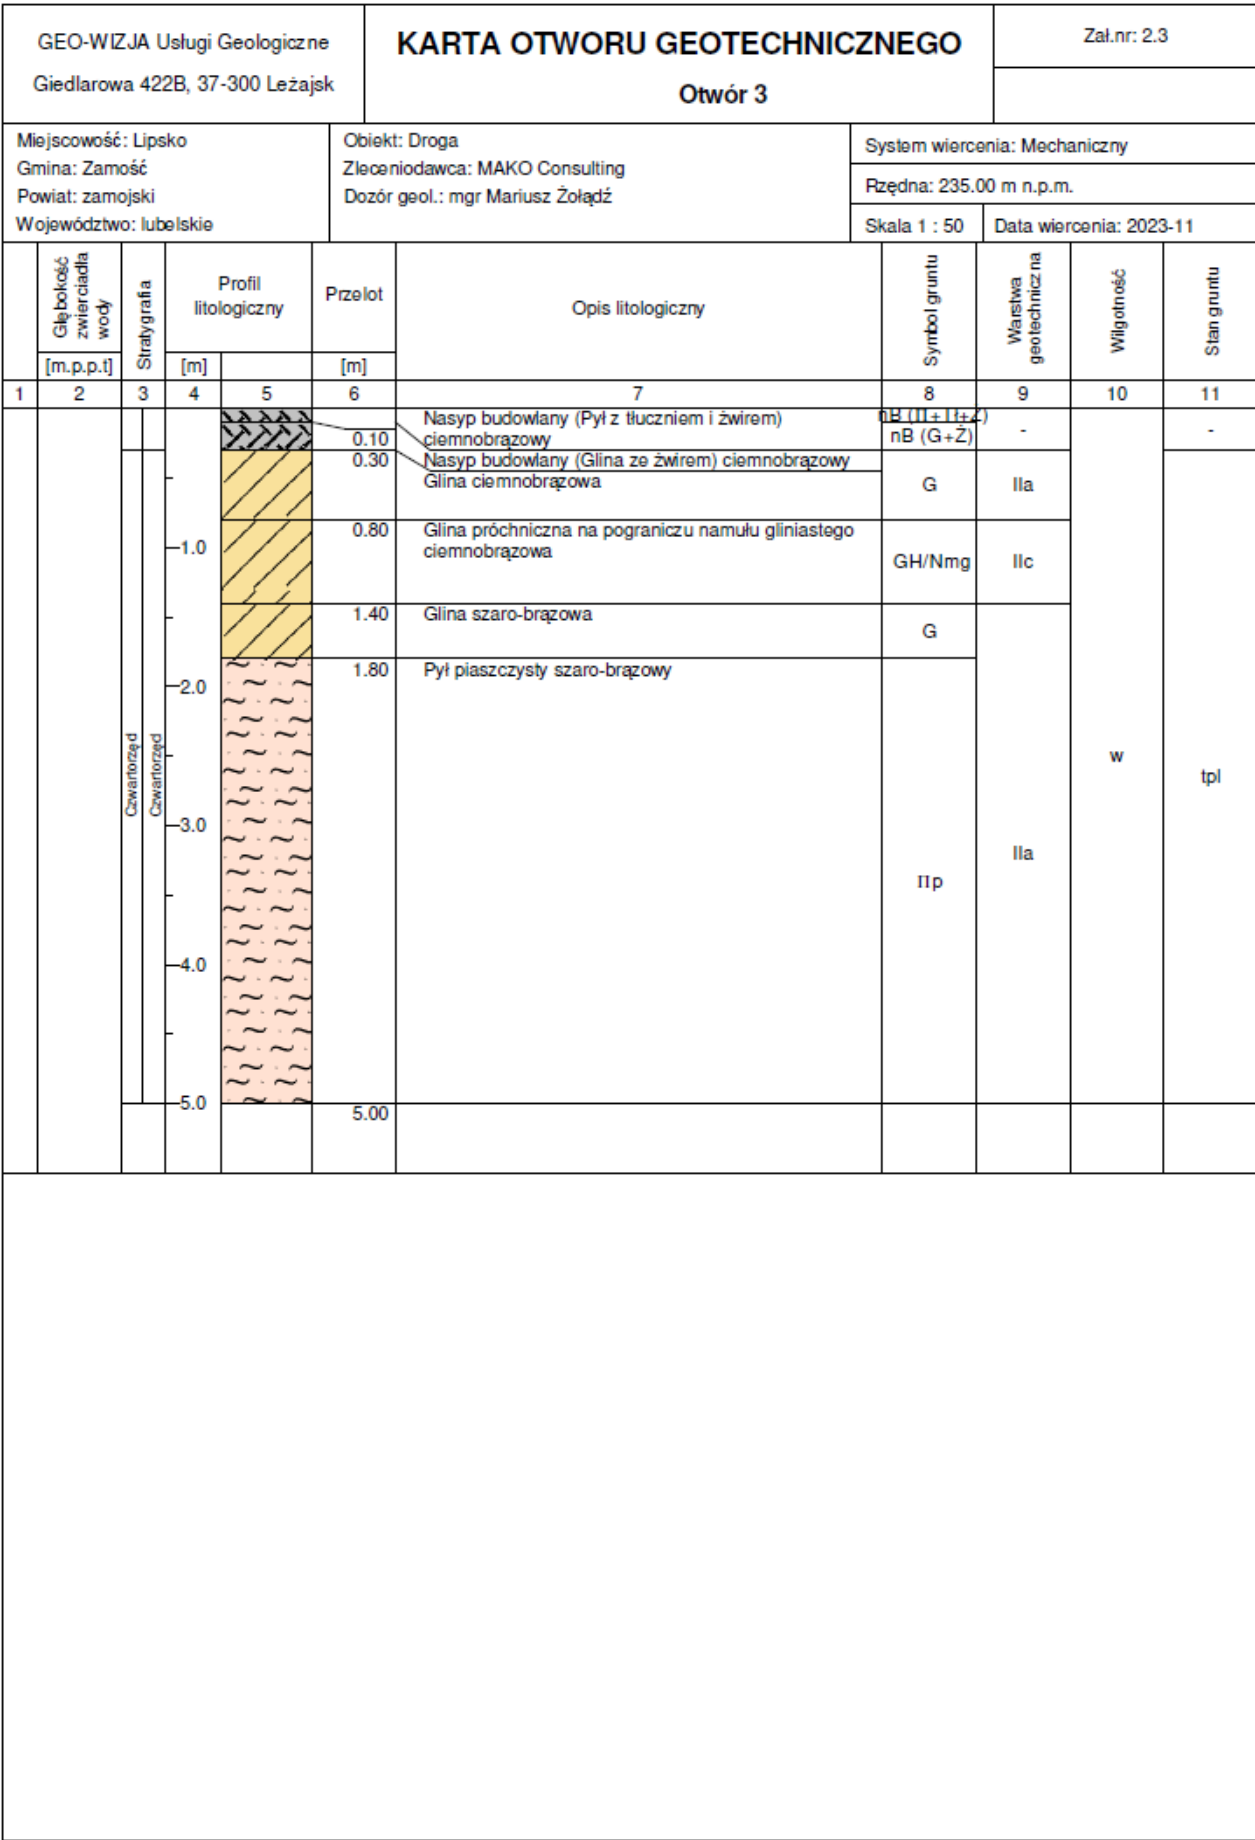 GEO-WIZJA Usługi Geologiczne
Giedlarowa 422B, 37-300 Leżajsk
KARTA OTWORU GEOTECHNICZNEGO
Otwór 3
Zał.nr: 2.3
Miejscowość: Lipsko
Gmina: Zamość
Powiat: zamojski
Województwo: lubelskie
Obiekt: Droga
Zleceniodawca: MAKO Consulting
Dozór geol.: mgr Mariusz Żołądź
System wiercenia: Mechaniczny
Rzędna: 235.00 m n.p.m.
Skala 1 : 50
Data wiercenia: 2023-11
Głębokość
zwierciadła
wody
[m.p.p.t]
Stratygrafia
Profil
litologiczny
[m]
Przelot
[m]
Opis litologiczny
Symbol gruntu
Warstwa
geotechniczna
Wilgotność
Stan gruntu
1 2 3 4 5 6 7 8 9 10 11
Nasyp budowlany (Pył z tłuczniem i żwirem)
ciemnobrązowy
nB (Π+Tł+Ż)
0.10
nB (G+Ż)
-
-
0.30
Nasyp budowlany (Glina ze żwirem) ciemnobrązowy
Glina ciemnobrązowa
G
IIa
0.80
Glina próchniczna na pograniczu namułu gliniastego
ciemnobrązowa
GH/Nmg
IIc
1.40
Glina szaro-brązowa
G
1.80
Pył piaszczysty szaro-brązowy
Πp
IIa
w
tpl
Czwartorzęd
Czwartorzęd
1.0
2.0
3.0
4.0
5.0
5.00